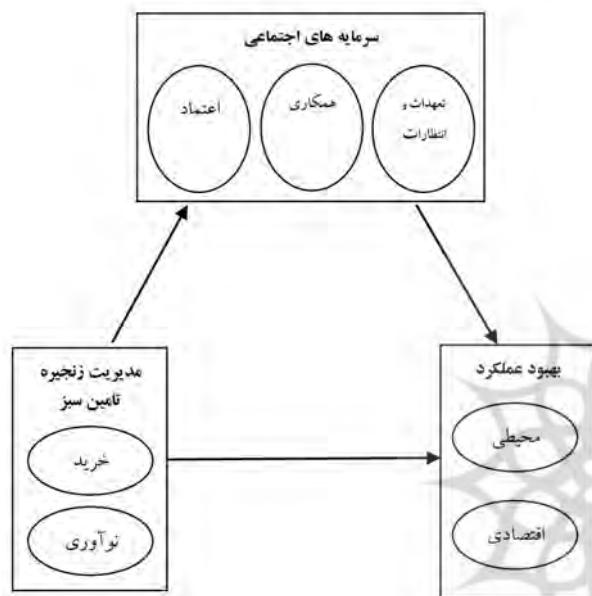 سرمایه های اجتماعی
تعهدات و
انتظارات
همکاری
اعتماد
مدیریت زنجیره
تامین سبز
خرید
نوآوری
بهبود عملکرد
محیطی
اقتصادی